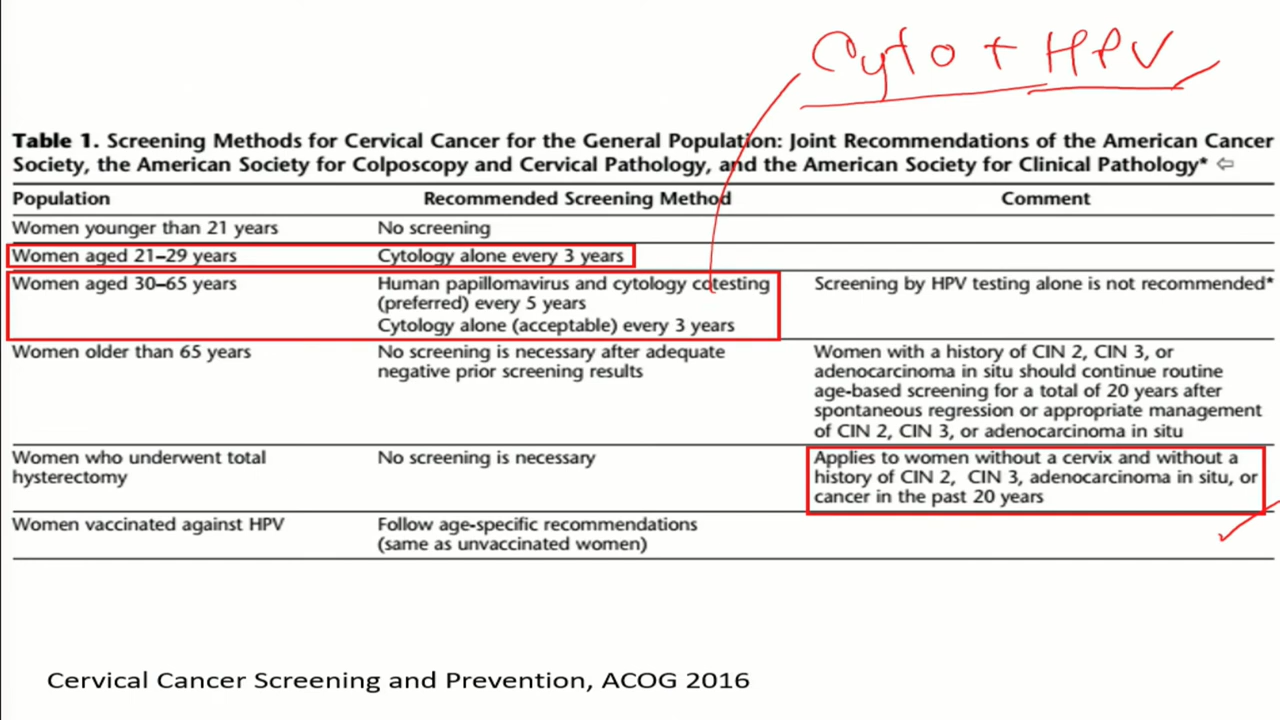 Cyto + HPV
Table 1. Screening Methods for Cervical Cancer for the General Population: Joint Recommendations of the American Cancer
Society, the American Society for Colposcopy and Cervical Pathology, and the American Society for Clinical Pathology* ⇦
Population Recommended Screening Method Comment
Women younger than 21 years No screening
Women aged 21–29 years Cytology alone every 3 years
Women aged 30–65 years Human papillomavirus and cytology cotesting Screening by HPV testing alone is not recommended*
(preferred) every 5 years
Cytology alone (acceptable) every 3 years
Women older than 65 years No screening is necessary after adequate Women with a history of CIN 2, CIN 3, or
negative prior screening results adenocarcinoma in situ should continue routine
age-based screening for a total of 20 years after
spontaneous regression or appropriate management
of CIN 2, CIN 3, or adenocarcinoma in situ
Women who underwent total No screening is necessary Applies to women without a cervix and without a
hysterectomy history of CIN 2, CIN 3, adenocarcinoma in situ, or
cancer in the past 20 years
Women vaccinated against HPV Follow age-specific recommendations
(same as unvaccinated women)
Cervical Cancer Screening and Prevention, ACOG 2016